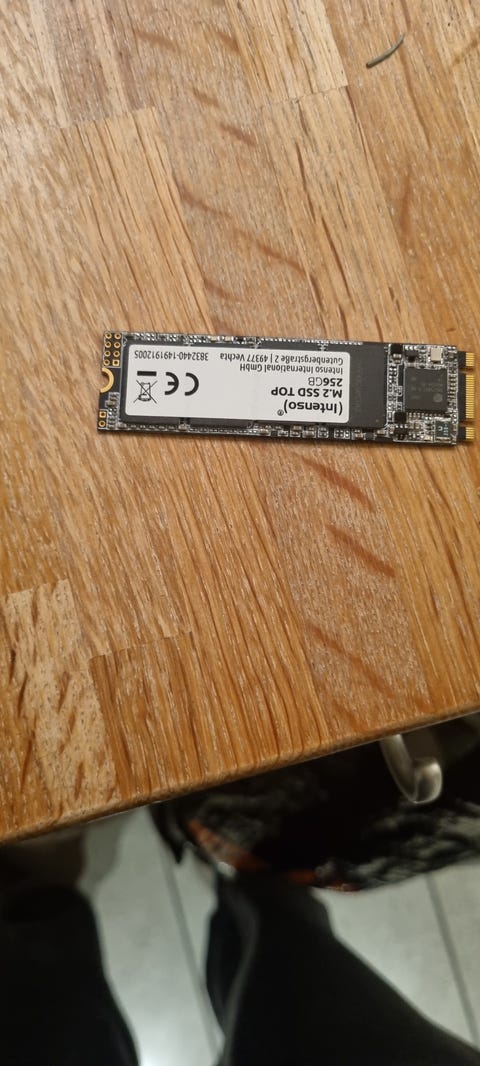 (Intenso)®
M.2 SSD TOP
256GB
Intenso International GmbH
Gutenbergstraße 2 | 49377 Vechta
3832440-1491912005
CE